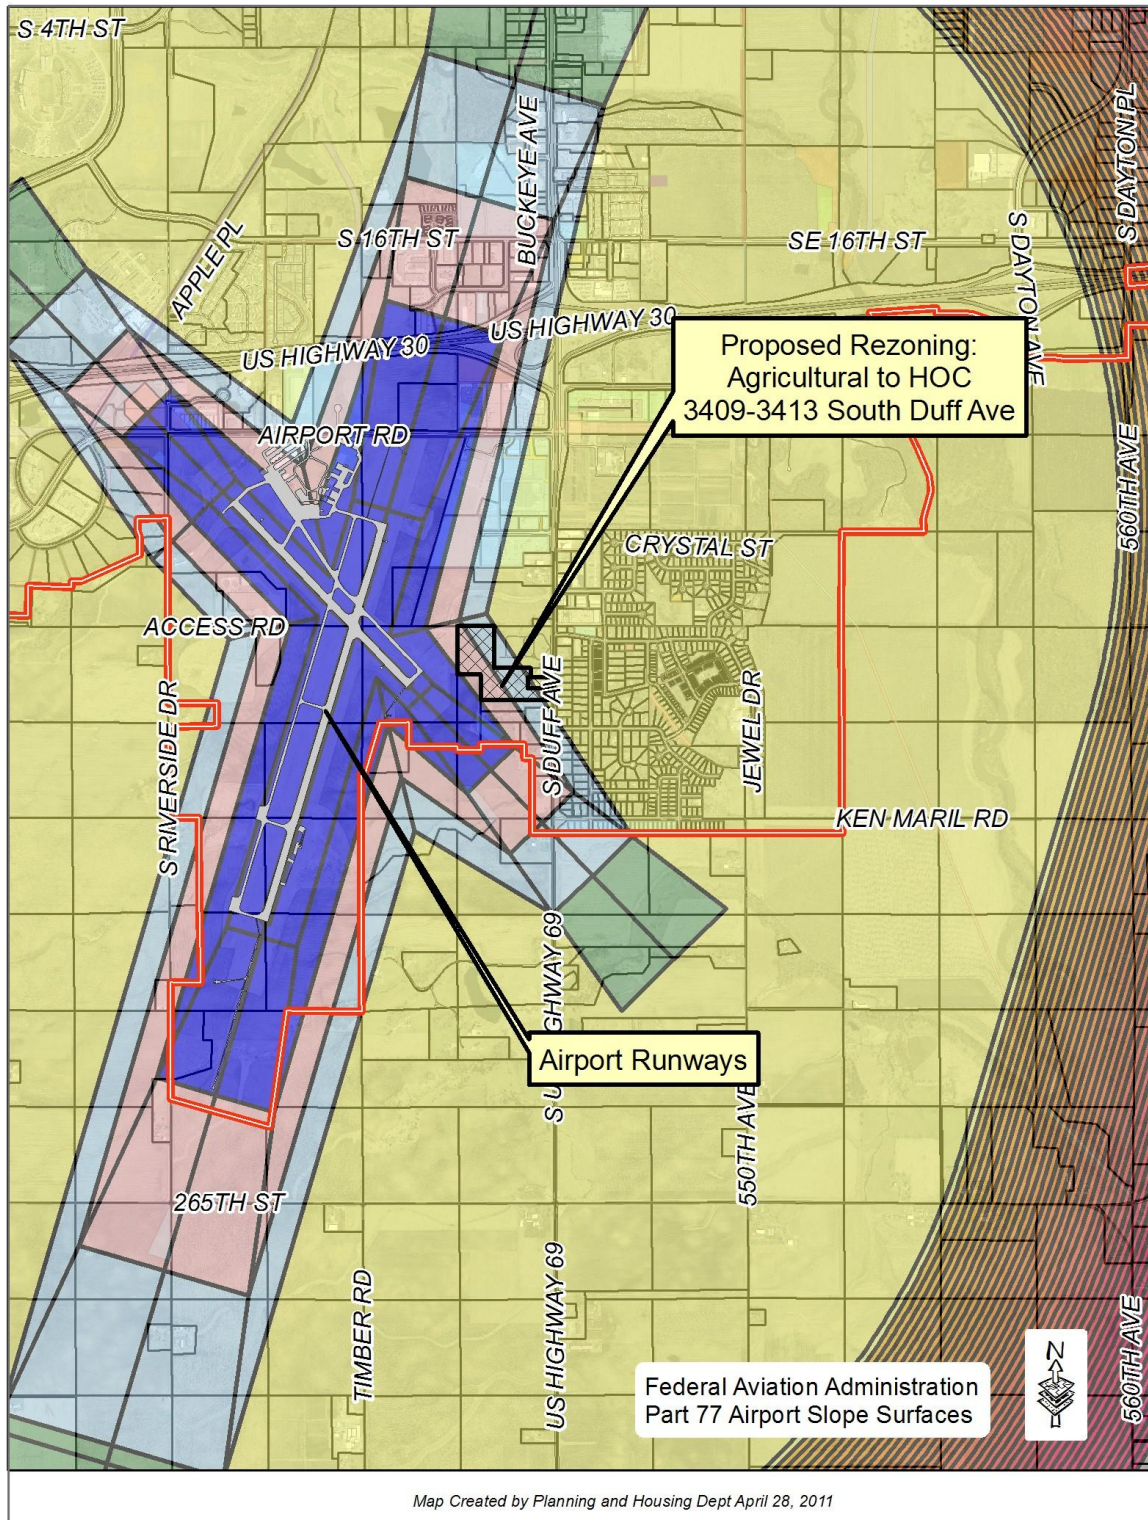 S 4TH ST
BUCKEYE AVE
S DAYTON PL
S 16TH ST
SE 16TH ST
APPLE PL
S DAYTON AVE
US HIGHWAY 30
US HIGHWAY 30
Proposed Rezoning:
Agricultural to HOC
3409-3413 South Duff Ave
AIRPORT RD
560TH AVE
CRYSTAL ST
ACCESS RD
S RIVERSIDE DR
S DUFF AVE
JEWEL DR
KEN MARIL RD
S US HIGHWAY 69
Airport Runways
550TH AVE
265TH ST
TIMBER RD
US HIGHWAY 69
560TH AVE
N
Federal Aviation Administration
Part 77 Airport Slope Surfaces
Map Created by Planning and Housing Dept April 28, 2011